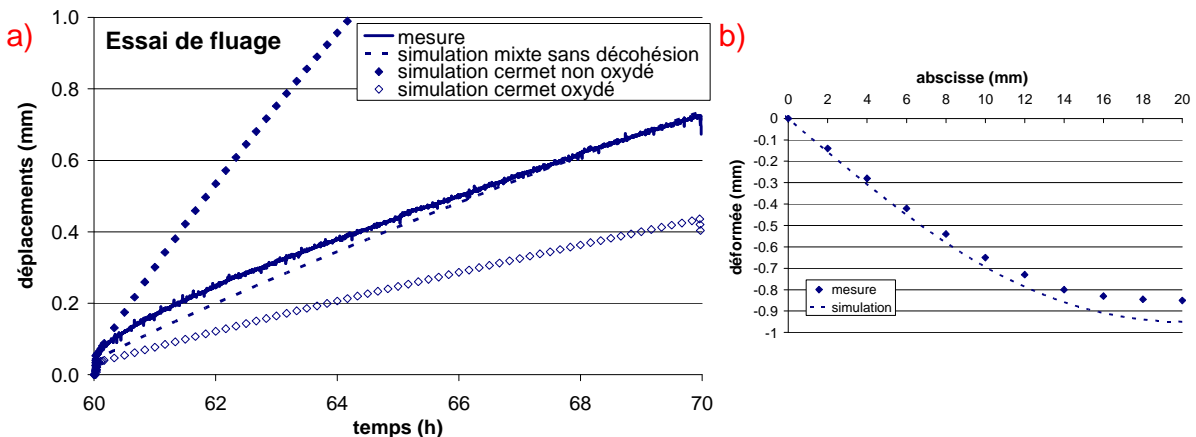 a)
Essai de fluage
mesure
simulation mixte sans décohésion
simulation cermet non oxydé
simulation cermet oxydé
déplacements (mm)
1.0
0.8
0.6
0.4
0.2
0.0
60
62
64
66
68
70
temps (h)
b)
abscisse (mm)
0
2
4
6
8
10
12
14
16
18
20
déformée (mm)
0
-0.1
-0.2
-0.3
-0.4
-0.5
-0.6
-0.7
-0.8
-0.9
-1
mesure
simulation